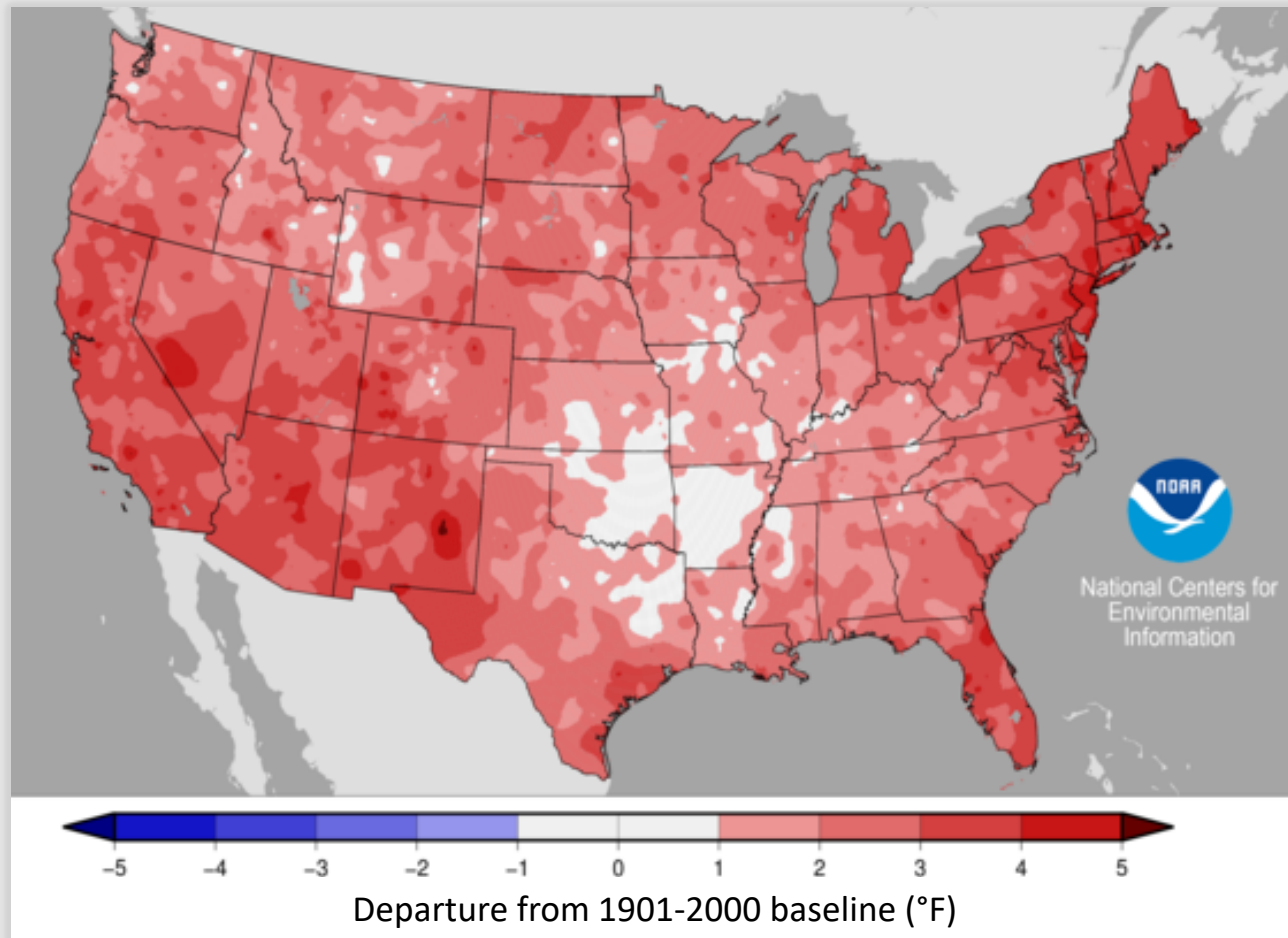 NOAA
National Centers for
Environmental
Information
−5 −4 −3 −2 −1 0 1 2 3 4 5
Departure from 1901-2000 baseline (°F)